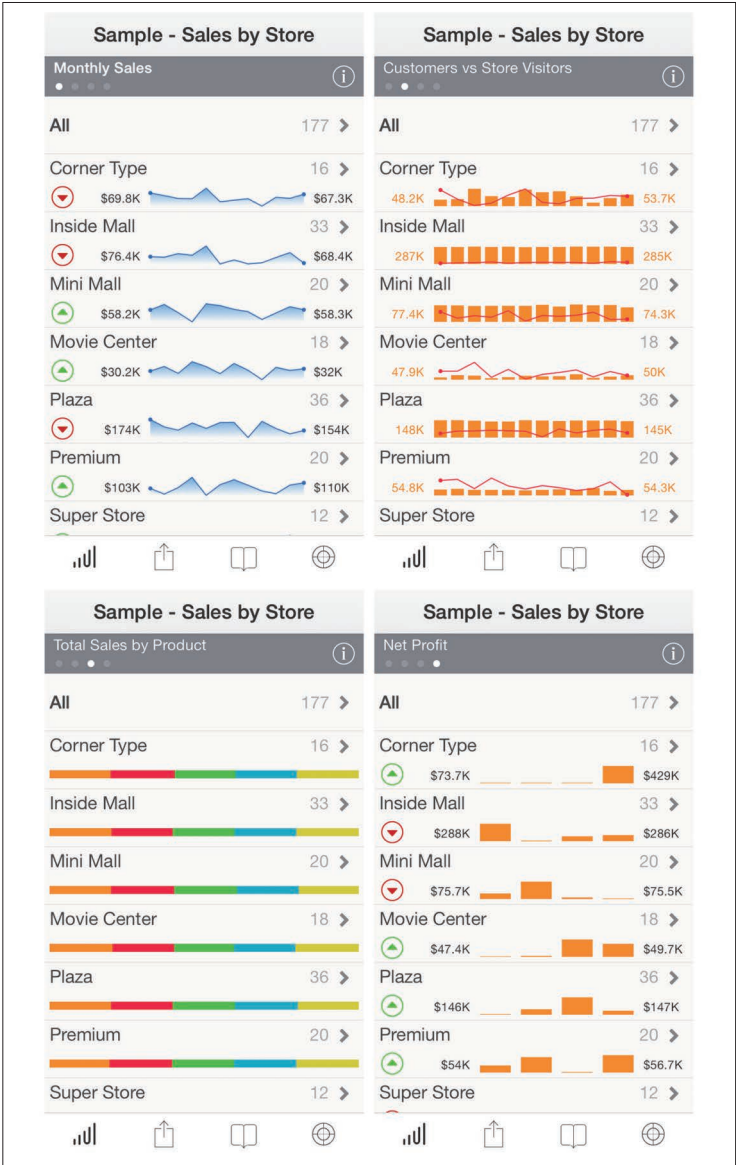 Sample - Sales by Store
Monthly Sales
All 177
Corner Type 16
$69.8K $67.3K
Inside Mall 33
$76.4K $68.4K
Mini Mall 20
$58.2K $58.3K
Movie Center 18
$30.2K $32K
Plaza 36
$174K $154K
Premium 20
$103K $110K
Super Store 12
Sample - Sales by Store
Customers vs Store Visitors
All 177
Corner Type 16
48.2K 53.7K
Inside Mall 33
287K 285K
Mini Mall 20
77.4K 74.3K
Movie Center 18
47.9K 50K
Plaza 36
148K 145K
Premium 20
54.8K 54.3K
Super Store 12
Sample - Sales by Store
Total Sales by Product
All 177
Corner Type 16
Inside Mall 33
Mini Mall 20
Movie Center 18
Plaza 36
Premium 20
Super Store 12
Sample - Sales by Store
Net Profit
All 177
Corner Type 16
$73.7K $429K
Inside Mall 33
$288K $286K
Mini Mall 20
$75.7K $75.5K
Movie Center 18
$47.4K $49.7K
Plaza 36
$146K $147K
Premium 20
$54K $56.7K
Super Store 12